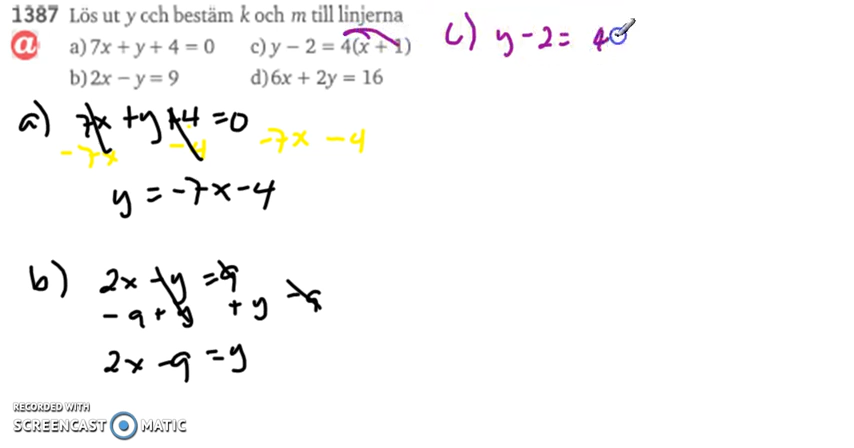 1387 Lös ut y och bestäm k och m till linjerna
a
a) 7x + y + 4 = 0 c) y − 2 = 4(x + 1)
b) 2x − y = 9 d) 6x + 2y = 16
a) 7x + y + 4 = 0
-7x -4 -7x - 4
y = -7x - 4
b) 2x - y = 9
- 9 + y + y - 9
2x - 9 = y
c) y - 2 = 4
RECORDED WITH
SCREENCAST MATIC